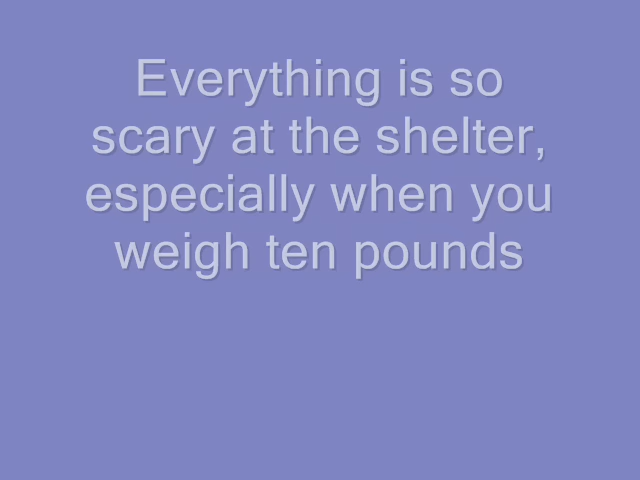 Everything is so
scary at the shelter,
especially when you
weigh ten pounds